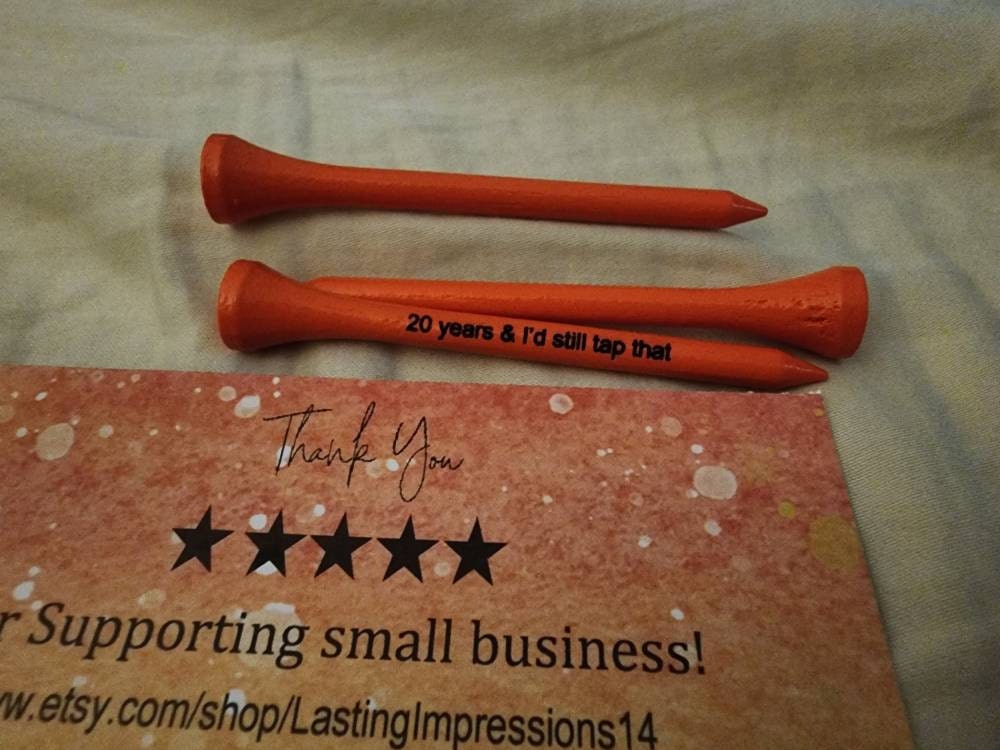 20 years & I'd still tap that
Thank You
r Supporting small business!
w.etsy.com/shop/LastingImpressions14